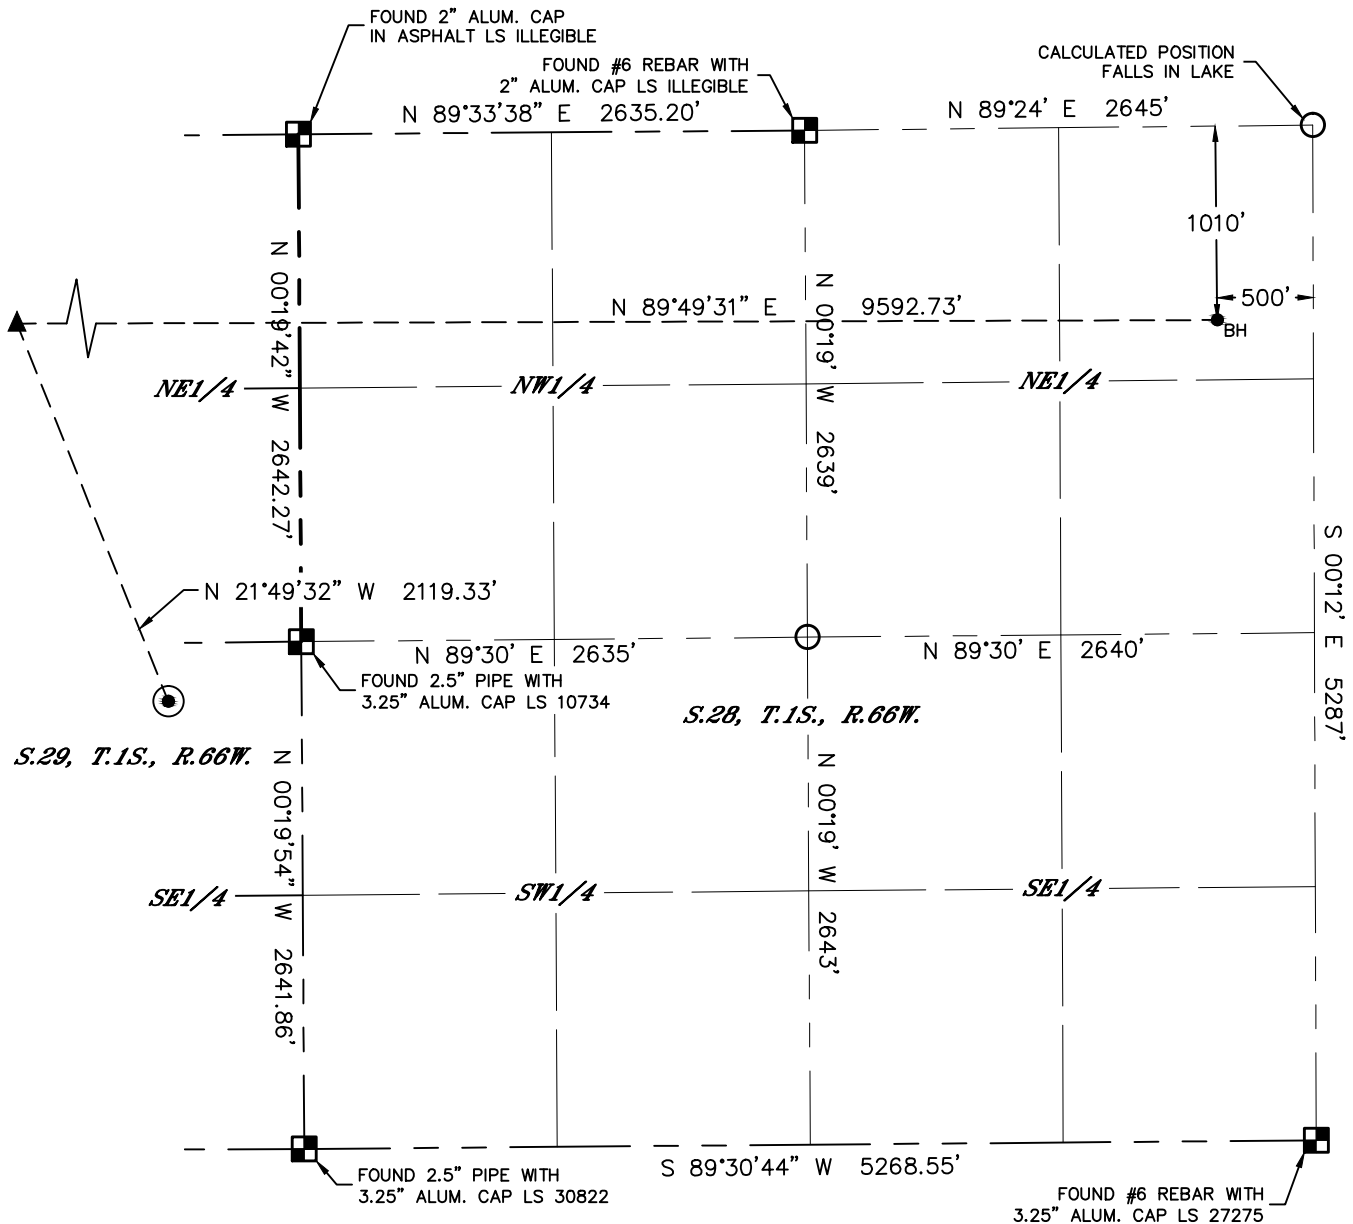 FOUND 2" ALUM. CAP
IN ASPHALT LS ILLEGIBLE
FOUND #6 REBAR WITH
2" ALUM. CAP LS ILLEGIBLE
CALCULATED POSITION
FALLS IN LAKE
N 89°33'38" E 2635.20'
N 89°24' E 2645'
1010'
500'
BH
N 00°19'42" W 2642.27'
N 89°49'31" E 9592.73'
N 00°19' W 2639'
NE1/4
NW1/4
NE1/4
S 00°12' E 5287'
N 21°49'32" W 2119.33'
N 89°30' E 2635'
N 89°30' E 2640'
FOUND 2.5" PIPE WITH
3.25" ALUM. CAP LS 10734
S.28, T.1S., R.66W.
S.29, T.1S., R.66W.
N 00°19'54" W 2641.86'
N 00°19' W 2643'
SE1/4
SW1/4
SE1/4
S 89°30'44" W 5268.55'
FOUND 2.5" PIPE WITH
3.25" ALUM. CAP LS 30822
FOUND #6 REBAR WITH
3.25" ALUM. CAP LS 27275